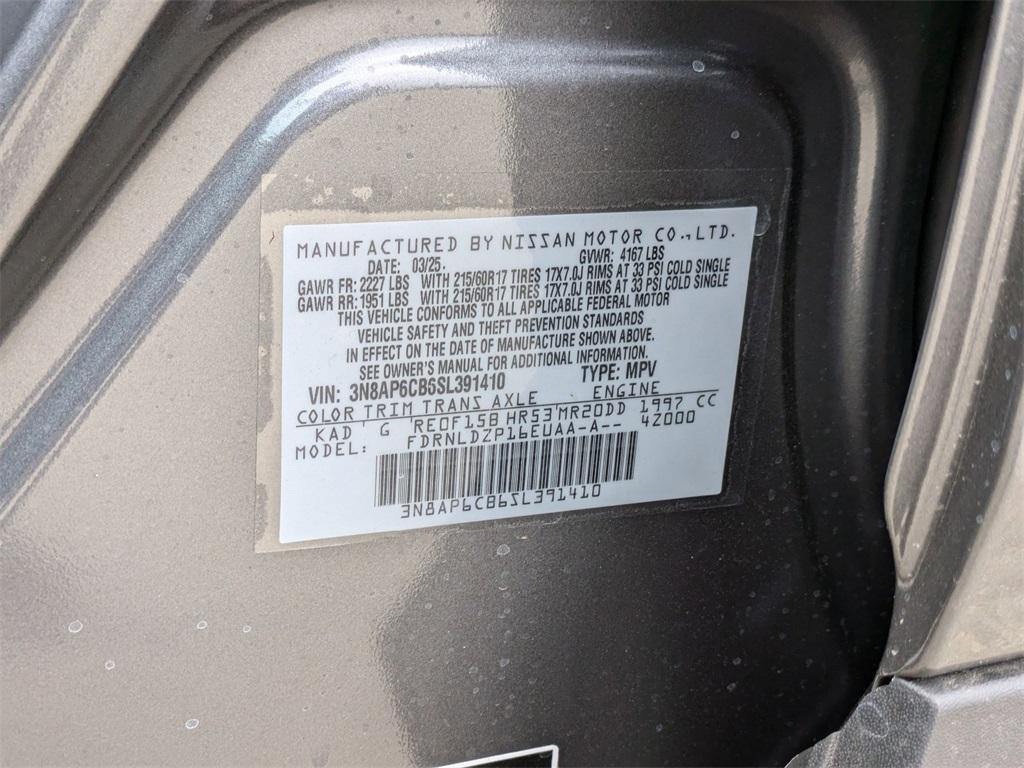 MANUFACTURED BY NISSAN MOTOR CO.,LTD.
DATE: 03/25. GVWR: 4167 LBS
GAWR FR: 2227 LBS WITH 215/60R17 TIRES 17X7.0J RIMS AT 33 PSI COLD SINGLE
GAWR RR: 1951 LBS WITH 215/60R17 TIRES 17X7.0J RIMS AT 33 PSI COLD SINGLE
THIS VEHICLE CONFORMS TO ALL APPLICABLE FEDERAL MOTOR
VEHICLE SAFETY AND THEFT PREVENTION STANDARDS
IN EFFECT ON THE DATE OF MANUFACTURE SHOWN ABOVE.
SEE OWNER'S MANUAL FOR ADDITIONAL INFORMATION.
VIN: 3N8AP6CB6SL391410 TYPE: MPV
COLOR TRIM TRANS AXLE ENGINE
KAD G RE0F15B HR53 MR20DD 1997 CC
MODEL: FDRNLDZP16EUAA-A-- 42000
3N8AP6CB6SL391410